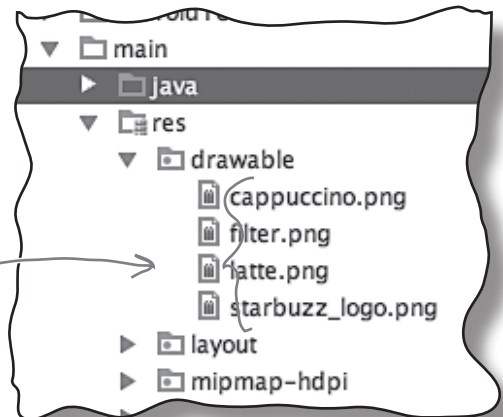 main
java
res
drawable
cappuccino.png
filter.png
latte.png
starbuzz_logo.png
layout
mipmap-hdpi